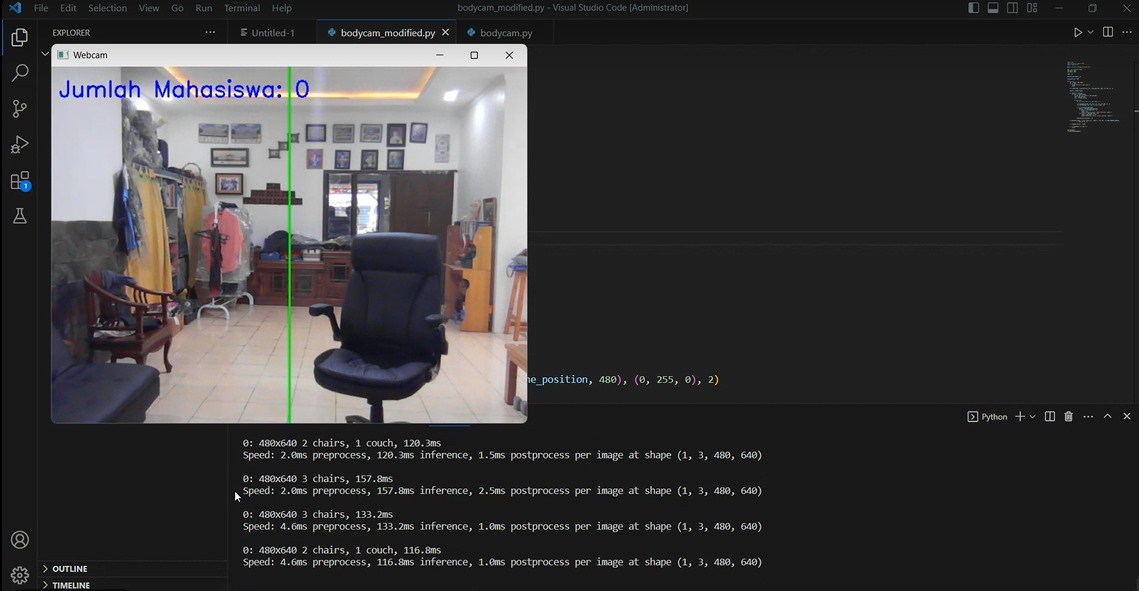 File Edit Selection View Go Run Terminal Help
bodycam_modified.py - Visual Studio Code [Administrator]
EXPLORER
Untitled-1
bodycam_modified.py
bodycam.py
Webcam
Jumlah Mahasiswa: 0
ne_position, 480), (0, 255, 0), 2)
1
Python
0: 480x640 2 chairs, 1 couch, 120.3ms
Speed: 2.0ms preprocess, 120.3ms inference, 1.5ms postprocess per image at shape (1, 3, 480, 640)
0: 480x640 3 chairs, 157.8ms
Speed: 2.0ms preprocess, 157.8ms inference, 2.5ms postprocess per image at shape (1, 3, 480, 640)
0: 480x640 3 chairs, 133.2ms
Speed: 4.6ms preprocess, 133.2ms inference, 1.0ms postprocess per image at shape (1, 3, 480, 640)
0: 480x640 2 chairs, 1 couch, 116.8ms
Speed: 4.6ms preprocess, 116.8ms inference, 1.0ms postprocess per image at shape (1, 3, 480, 640)
OUTLINE
TIMELINE